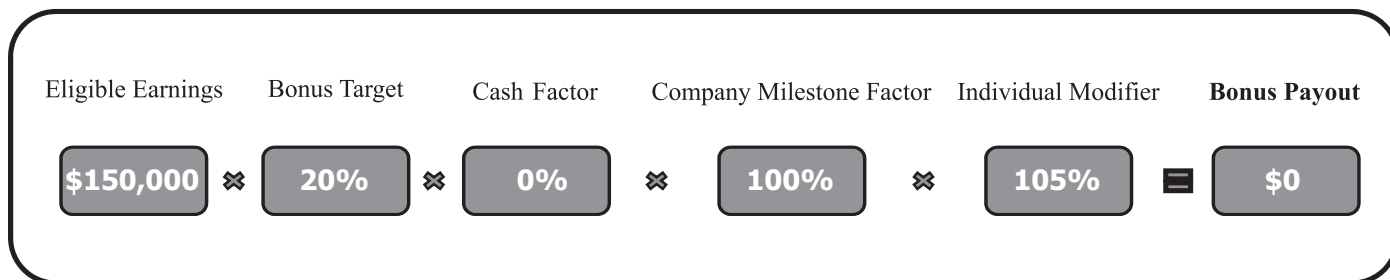 Eligible Earnings Bonus Target Cash Factor Company Milestone Factor Individual Modifier Bonus Payout
$150,000 × 20% × 0% × 100% × 105% = $0